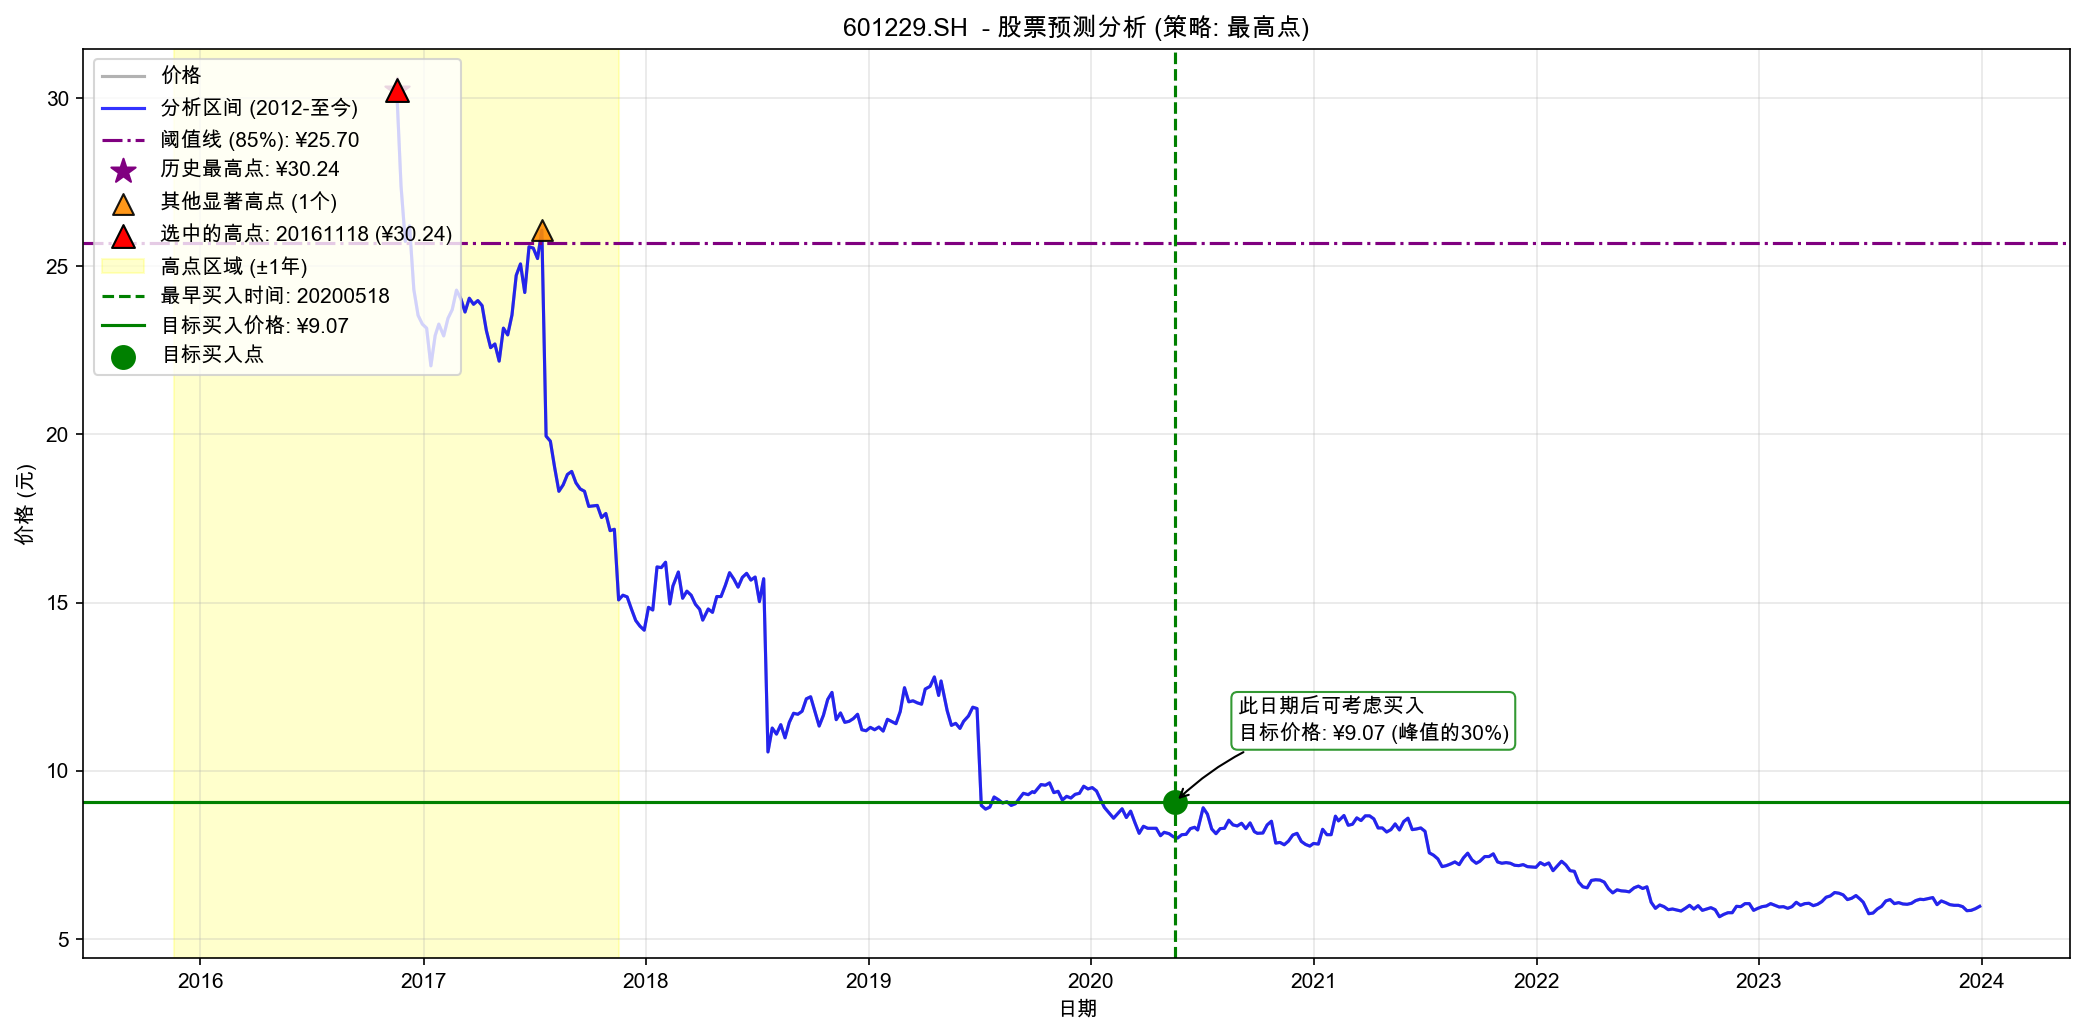 601229.SH - 股票预测分析 (策略: 最高点)
价格
分析区间 (2012-至今)
阈值线 (85%): ¥25.70
历史最高点: ¥30.24
其他显著高点 (1个)
选中的高点: 20161118 (¥30.24)
高点区域 (±1年)
最早买入时间: 20200518
目标买入价格: ¥9.07
目标买入点
30
25
20
15
10
5
价格 (元)
此日期后可考虑买入
目标价格: ¥9.07 (峰值的30%)
2016
2017
2018
2019
2020
2021
2022
2023
2024
日期